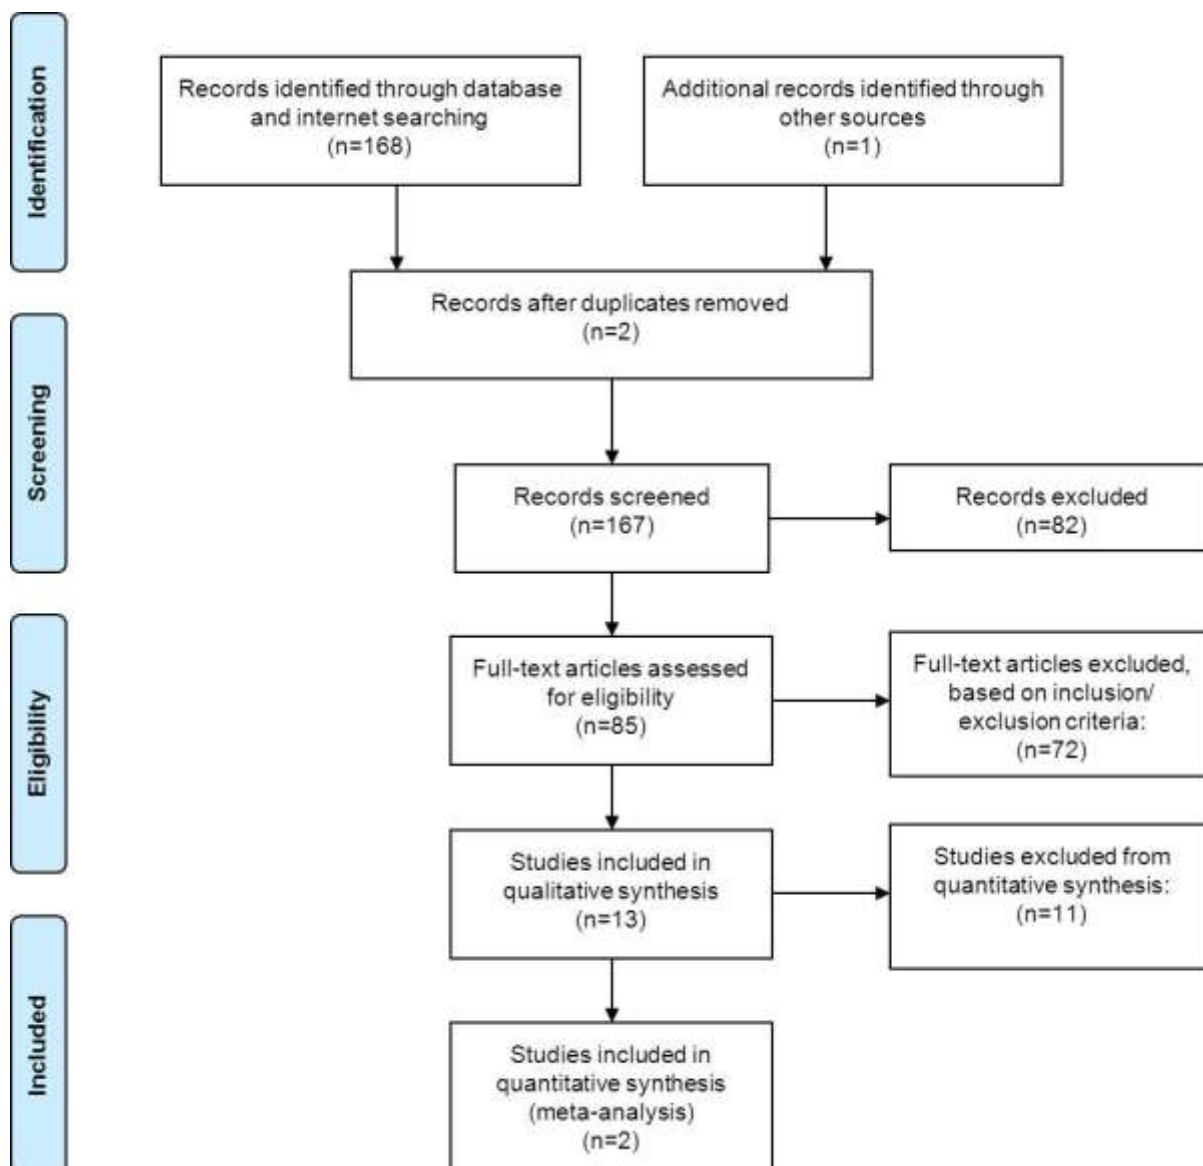 Identification
Records identified through database
and internet searching
(n=168)
Additional records identified through
other sources
(n=1)
Records after duplicates removed
(n=2)
Screening
Records screened
(n=167)
Records excluded
(n=82)
Eligibility
Full-text articles assessed
for eligibility
(n=85)
Full-text articles excluded,
based on inclusion/
exclusion criteria:
(n=72)
Studies included in
qualitative synthesis
(n=13)
Studies excluded from
quantitative synthesis:
(n=11)
Included
Studies included in
quantitative synthesis
(meta-analysis)
(n=2)